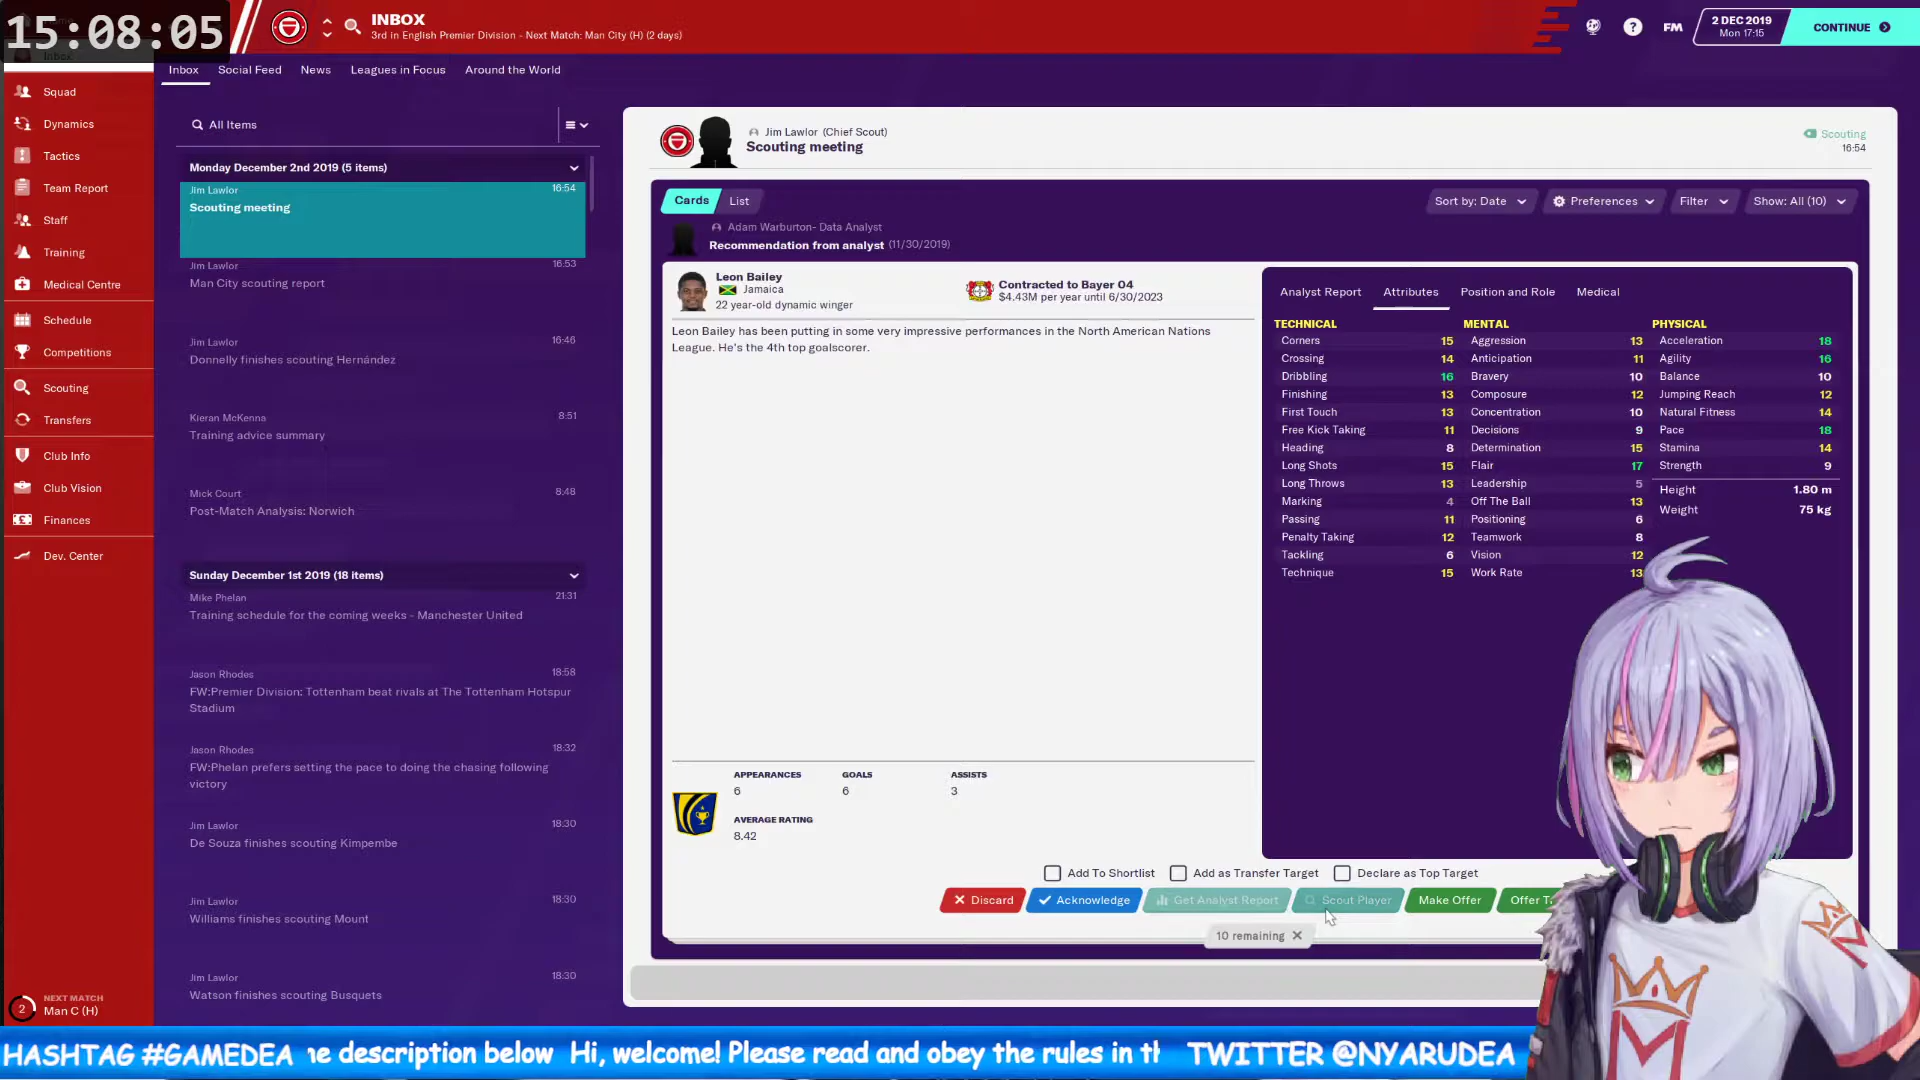 15:08:05
INBOX
3rd in English Premier Division - Next Match: Man City (H) (2 days)
FM
2 DEC 2019
Mon 17:15
CONTINUE
Inbox
Squad
Dynamics
Tactics
Team Report
Staff
Training
Medical Centre
Schedule
Competitions
Scouting
Transfers
Club Info
Club Vision
Finances
Dev. Center
2
NEXT MATCH
Man C (H)
Inbox Social Feed News Leagues in Focus Around the World
All Items
Monday December 2nd 2019 (5 items)
Jim Lawlor 16:54
Scouting meeting
Jim Lawlor 16:53
Man City scouting report
Jim Lawlor 16:46
Donnelly finishes scouting Hernández
Kieran McKenna 8:51
Training advice summary
Mick Court 8:48
Post-Match Analysis: Norwich
Sunday December 1st 2019 (18 items)
Mike Phelan 21:31
Training schedule for the coming weeks - Manchester United
Jason Rhodes 18:58
FW:Premier Division: Tottenham beat rivals at The Tottenham Hotspur
Stadium
Jason Rhodes 18:32
FW:Phelan prefers setting the pace to doing the chasing following
victory
Jim Lawlor 18:30
De Souza finishes scouting Kimpembe
Jim Lawlor 18:30
Williams finishes scouting Mount
Jim Lawlor 18:30
Watson finishes scouting Busquets
Jim Lawlor (Chief Scout)
Scouting meeting
Scouting
16:54
Cards List
Sort by: Date Preferences Filter Show: All (10)
Adam Warburton- Data Analyst
Recommendation from analyst (11/30/2019)
Leon Bailey
Jamaica
22 year-old dynamic winger
Contracted to Bayer 04
$4.43M per year until 6/30/2023
Leon Bailey has been putting in some very impressive performances in the North American Nations
League. He's the 4th top goalscorer.
APPEARANCES GOALS ASSISTS
6 6 3
AVERAGE RATING
8.42
Analyst Report Attributes Position and Role Medical
TECHNICAL MENTAL PHYSICAL
Corners 15 Aggression 13 Acceleration 18
Crossing 14 Anticipation 11 Agility 16
Dribbling 16 Bravery 10 Balance 10
Finishing 13 Composure 12 Jumping Reach 12
First Touch 13 Concentration 10 Natural Fitness 14
Free Kick Taking 11 Decisions 9 Pace 18
Heading 8 Determination 15 Stamina 14
Long Shots 15 Flair 17 Strength 9
Long Throws 13 Leadership 5 Height 1.80 m
Marking 4 Off The Ball 13 Weight 75 kg
Passing 11 Positioning 6
Penalty Taking 12 Teamwork 8
Tackling 6 Vision 12
Technique 15 Work Rate 13
Add To Shortlist Add as Transfer Target Declare as Top Target
Discard Acknowledge Get Analyst Report Scout Player Make Offer Offer
10 remaining
HASHTAG #GAMEDEA
he description below Hi, welcome! Please read and obey the rules in th
TWITTER @NYARUDEA